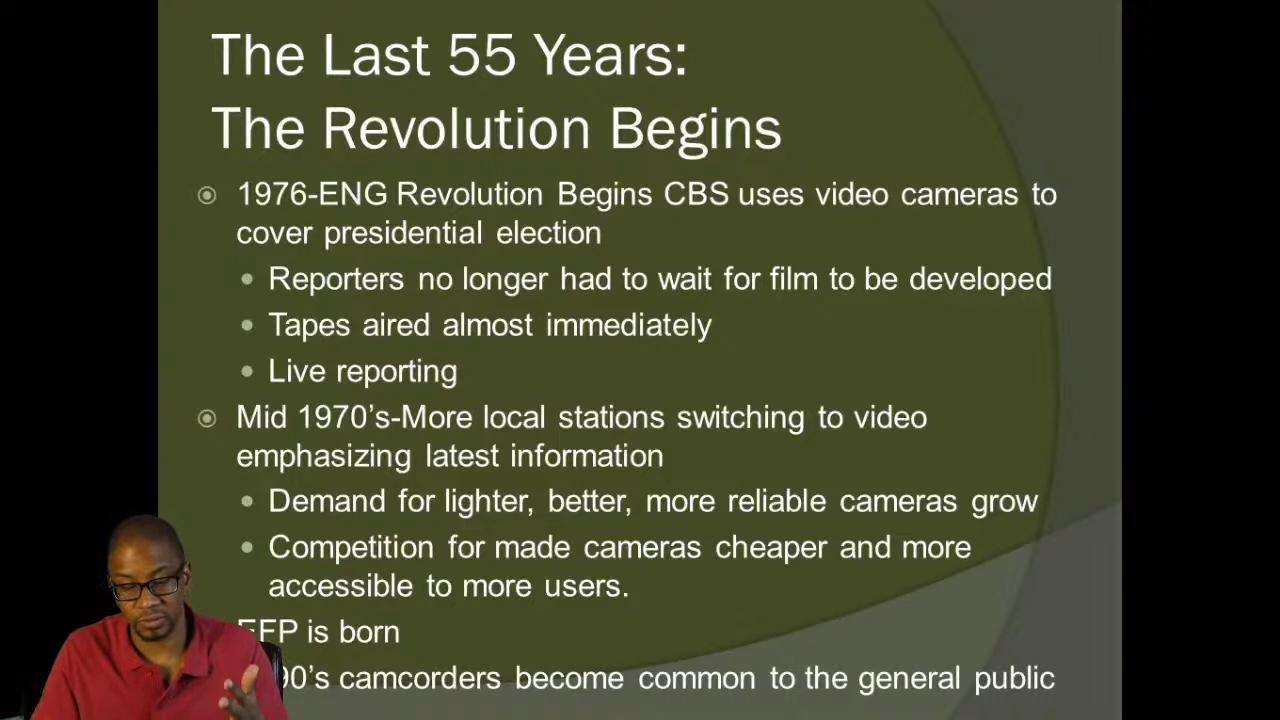 The Last 55 Years:
The Revolution Begins
1976-ENG Revolution Begins CBS uses video cameras to
cover presidential election
Reporters no longer had to wait for film to be developed
Tapes aired almost immediately
Live reporting
Mid 1970’s-More local stations switching to video
emphasizing latest information
Demand for lighter, better, more reliable cameras grow
Competition for made cameras cheaper and more
accessible to more users.
EFP is born
90’s camcorders become common to the general public